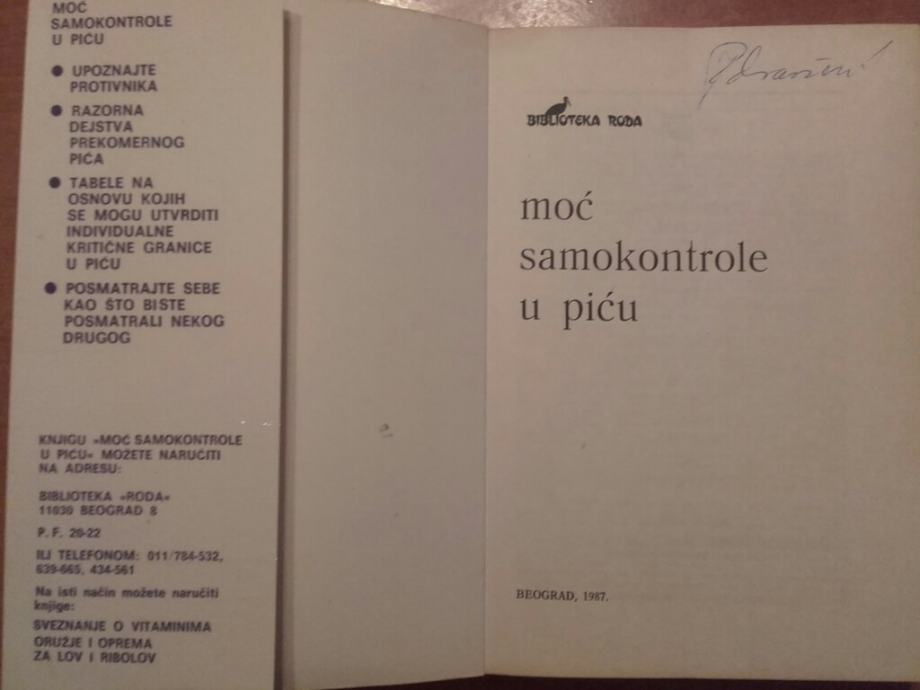 MOĆ
SAMOKONTROLE
U PIĆU
● UPOZNAJTE
PROTIVNIKA
● RAZORNA
DEJSTVA
PREKOMERNOG
PIĆA
● TABELE NA
OSNOVU KOJIH
SE MOGU UTVRDITI
INDIVIDUALNE
KRITIČNE GRANICE
U PIĆU
● POSMATRAJTE SEBE
KAO ŠTO BISTE
POSMATRALI NEKOG
DRUGOG
KNJIGU »MOĆ SAMOKONTROLE
U PIĆU« MOŽETE NARUČITI
NA ADRESU:
BIBLIOTEKA »RODA«
11030 BEOGRAD 8
P. F. 20-22
ILI TELEFONOM: 011/784-532,
639-665, 434-561
Na isti način možete naručiti
knjige:
SVEZNANJE O VITAMINIMA
ORUŽJE I OPREMA
ZA LOV I RIBOLOV
BIBLIOTEKA RODA
moć
samokontrole
u piću
BEOGRAD, 1987.